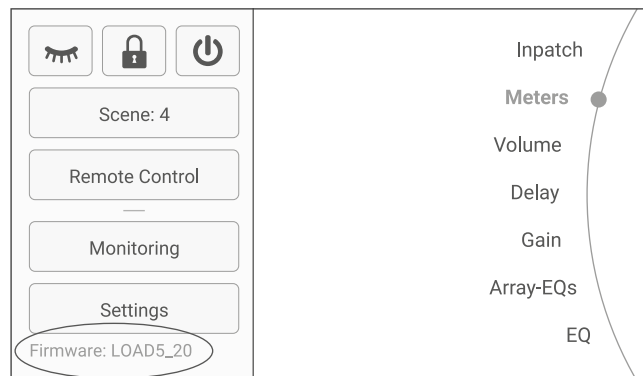 Scene: 4
Remote Control
Monitoring
Settings
Firmware: LOAD5_20
Inpatch
Meters
Volume
Delay
Gain
Array-EQs
EQ